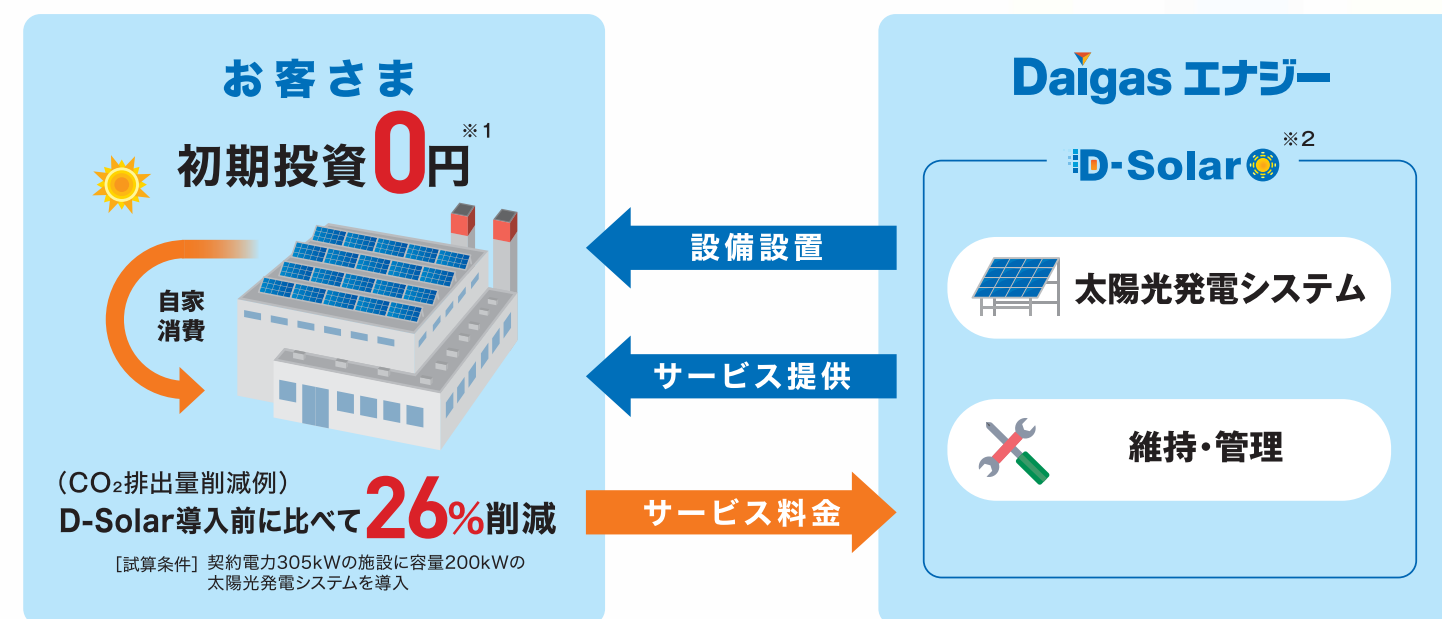 お客さま
初期投資0円※1
自家
消費
（CO₂排出量削減例）
D-Solar導入前に比べて26%削減
［試算条件］契約電力305kWの施設に容量200kWの
太陽光発電システムを導入
設備設置
サービス提供
サービス料金
Daigas エナジー
D-Solar※2
太陽光発電システム
維持・管理